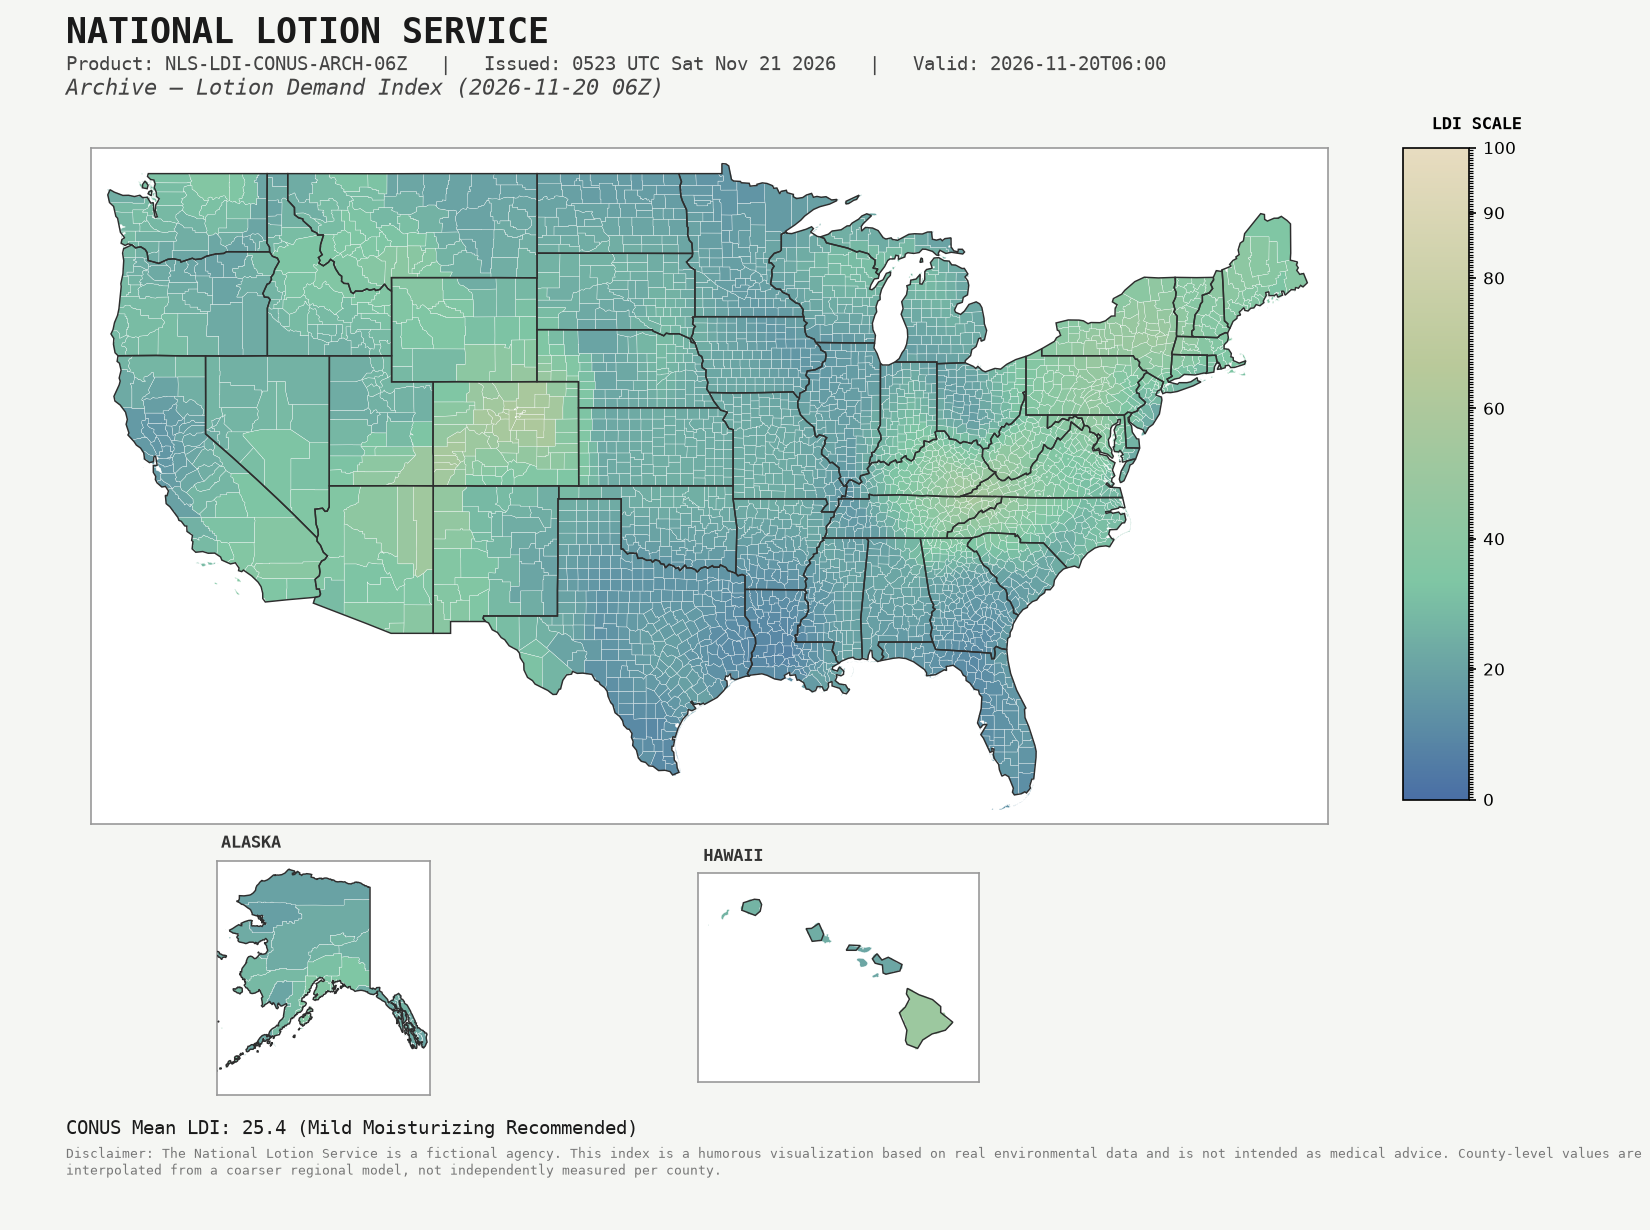 NATIONAL LOTION SERVICE
Product: NLS-LDI-CONUS-ARCH-06Z | Issued: 0523 UTC Sat Nov 21 2026 | Valid: 2026-11-20T06:00
Archive — Lotion Demand Index (2026-11-20 06Z)
LDI SCALE
100
90
80
60
40
20
0
ALASKA
HAWAII
CONUS Mean LDI: 25.4 (Mild Moisturizing Recommended)
Disclaimer: The National Lotion Service is a fictional agency. This index is a humorous visualization based on real environmental data and is not intended as medical advice. County-level values are
interpolated from a coarser regional model, not independently measured per county.